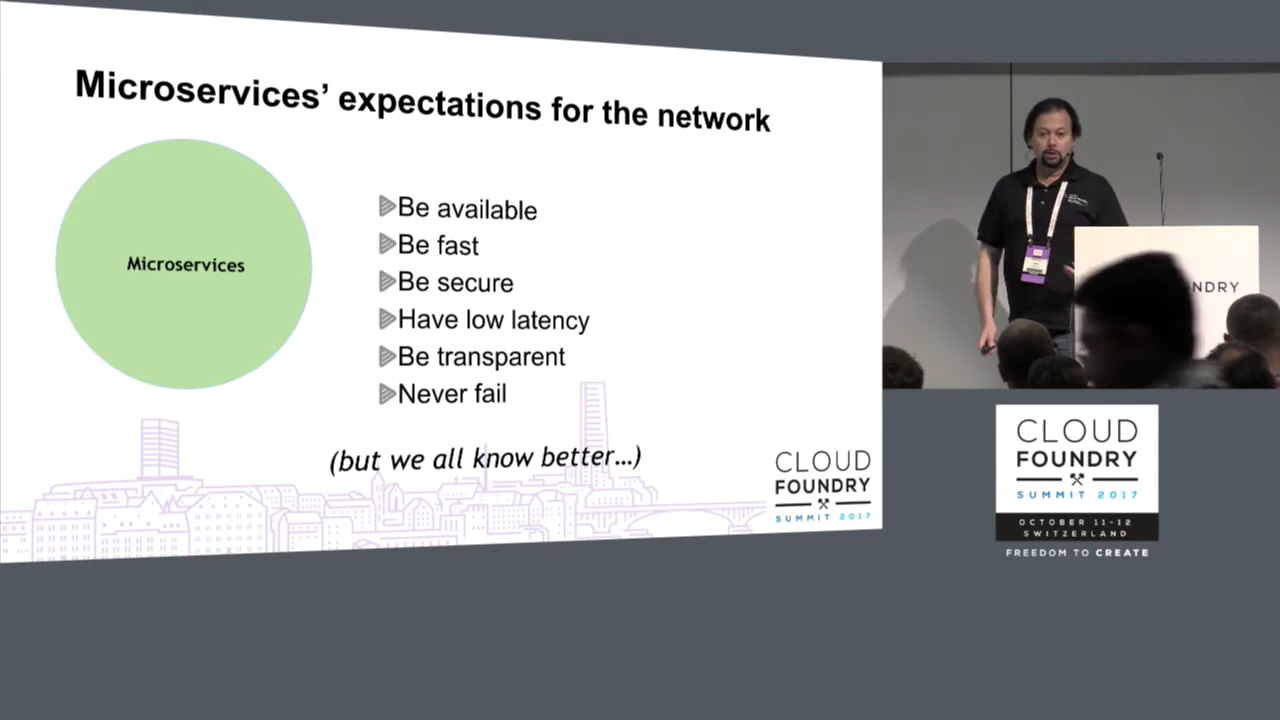 Microservices’ expectations for the network
Microservices
Be available
Be fast
Be secure
Have low latency
Be transparent
Never fail
(but we all know better…)
CLOUD
FOUNDRY
SUMMIT 2017
NDRY
CLOUD
FOUNDRY
SUMMIT 2017
OCTOBER 11-12
SWITZERLAND
FREEDOM TO CREATE